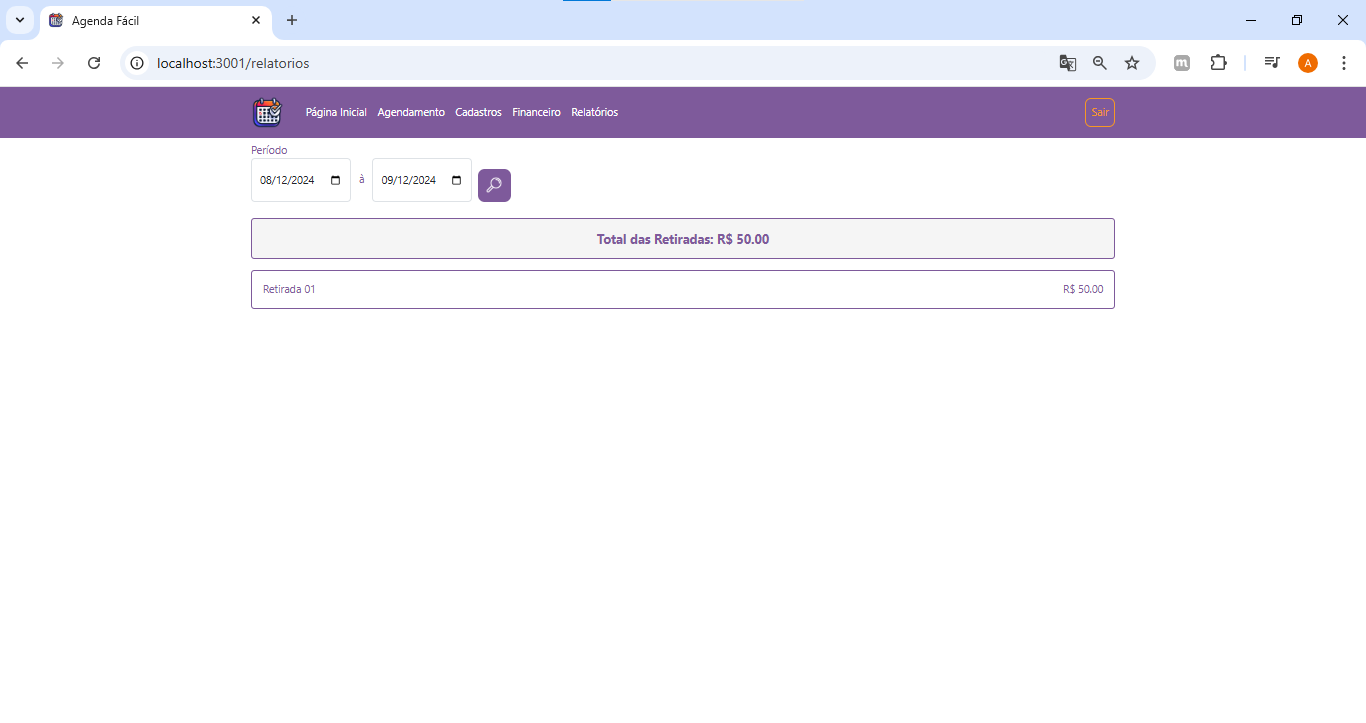 Agenda Fácil
localhost:3001/relatorios
m
A
Página Inicial Agendamento Cadastros Financeiro Relatórios Sair
Período
08/12/2024 à 09/12/2024
Total das Retiradas: R$ 50.00
Retirada 01 R$ 50.00